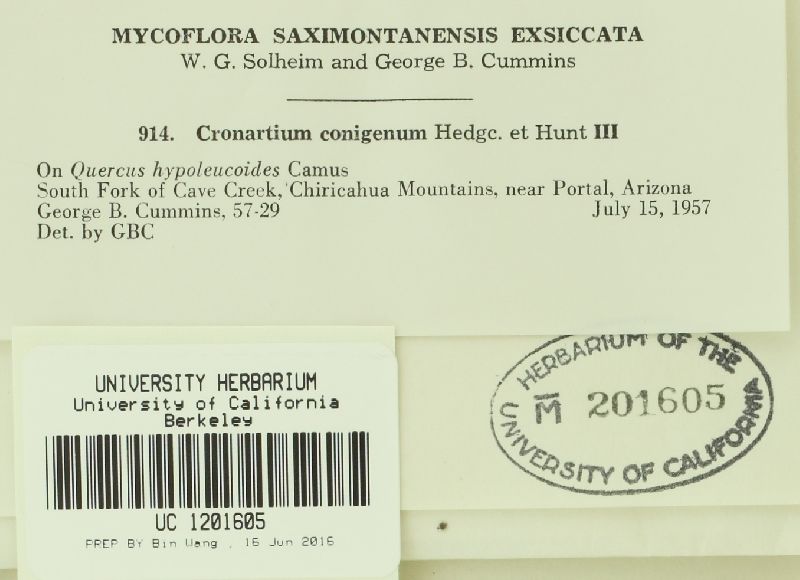 MYCOFLORA SAXIMONTANENSIS EXSICCATA
W. G. Solheim and George B. Cummins
914. Cronartium conigenum Hedgc. et Hunt III
On Quercus hypoleucoides Camus
South Fork of Cave Creek, Chiricahua Mountains, near Portal, Arizona
George B. Cummins, 57-29 July 15, 1957
Det. by GBC
UNIVERSITY HERBARIUM
University of California
Berkeley
UC 1201605
PREP BY Bin Wang , 16 Jun 2016
HERBARIUM OF THE
M̅ 201605
UNIVERSITY OF CALIFORNIA